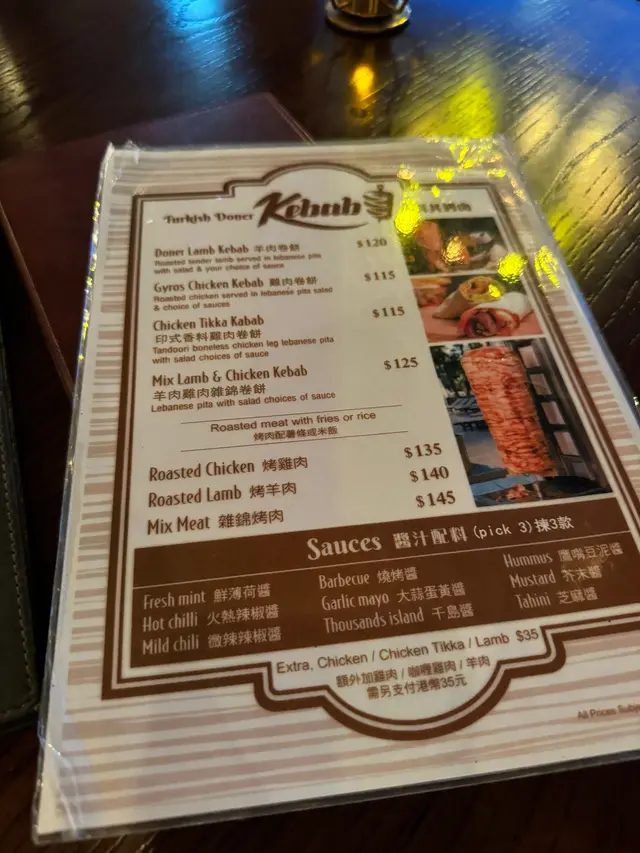 Turkish Doner Kebab
Doner Lamb Kebab 羊肉卷餅 $120
Roasted tender lamb served in lebanese pita
with salad & your choice of sauce
Gyros Chicken Kebab 雞肉卷餅 $115
Roasted chicken served in lebanese pita salad
& choice of sauces
Chicken Tikka Kabab $115
印式香料雞肉卷餅
Tandoori boneless chicken leg lebanese pita
with salad choices of sauce
Mix Lamb & Chicken Kebab $125
羊肉雞肉雜錦卷餅
Lebanese pita with salad choices of sauce
Roasted meat with fries or rice
烤肉配薯條或米飯
Roasted Chicken 烤雞肉 $135
Roasted Lamb 烤羊肉 $140
Mix Meat 雜錦烤肉 $145
Sauces 醬汁配料 (pick 3) 揀3款
Fresh mint 鮮薄荷醬
Hot chilli 火熱辣椒醬
Mild chili 微辣辣椒醬
Barbecue 燒烤醬
Garlic mayo 大蒜蛋黃醬
Thousands island 千島醬
Hummus 鷹嘴豆泥醬
Mustard 芥末醬
Tahini 芝麻醬
Extra, Chicken / Chicken Tikka / Lamb $35
額外加雞肉 / 咖喱雞肉 / 羊肉
需另支付港幣35元
All Prices